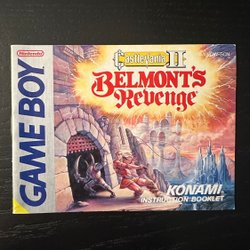 Nintendo
GAME BOY
Castlevania II
BELMONT'S
Revenge
KONAMI
INSTRUCTION BOOKLET